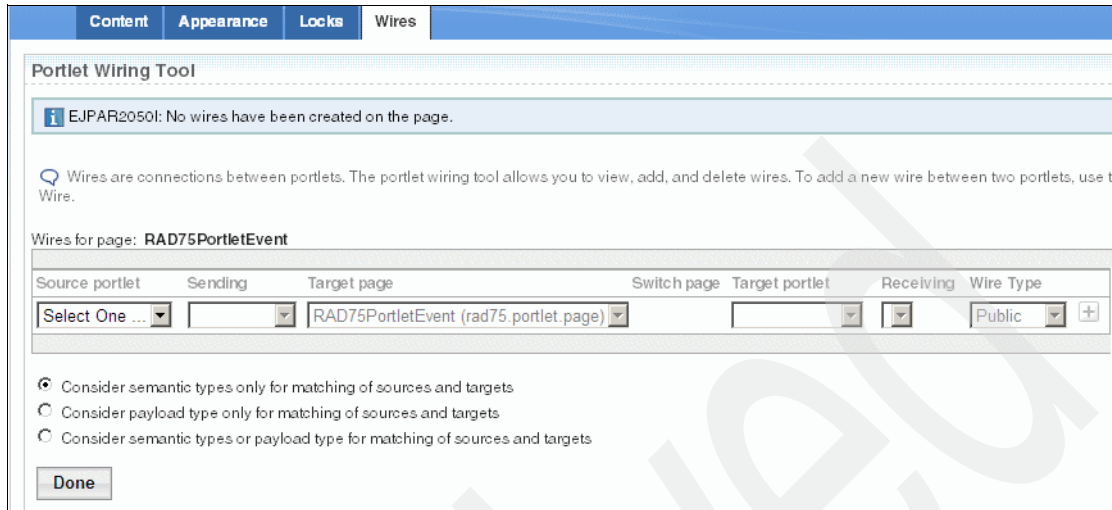 Content Appearance Locks Wires
Portlet Wiring Tool
EJPAR2050I: No wires have been created on the page.
Wires are connections between portlets. The portlet wiring tool allows you to view, add, and delete wires. To add a new wire between two portlets, use
Wire.
Wires for page: RAD75PortletEvent
Source portlet Sending Target page Switch page Target portlet Receiving Wire Type
Select One ... RAD75PortletEvent (rad75.portlet.page) Public
Consider semantic types only for matching of sources and targets
Consider payload type only for matching of sources and targets
Consider semantic types or payload type for matching of sources and targets
Done